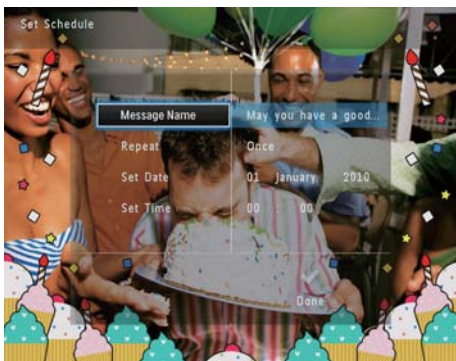 Set Schedule
Message Name May you have a good...
Repeat Once
Set Date 01 January 2010
Set Time 00 : 00
Done